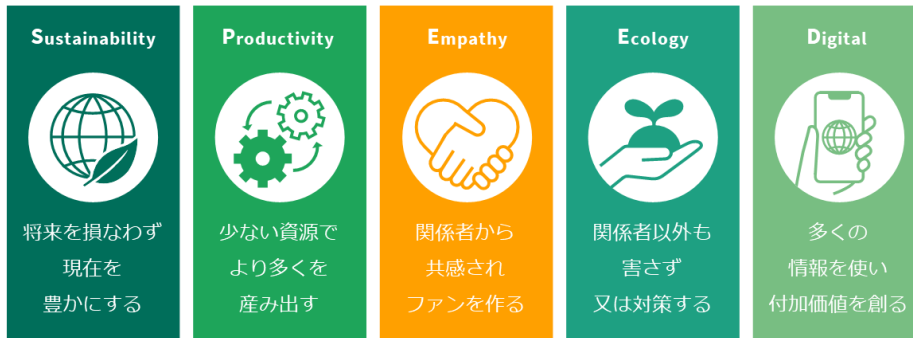 Sustainability
将来を損なわず
現在を
豊かにする
Productivity
少ない資源で
より多くを
産み出す
Empathy
関係者から
共感され
ファンを作る
Ecology
関係者以外も
害さず
又は対策する
Digital
多くの
情報を使い
付加価値を創る